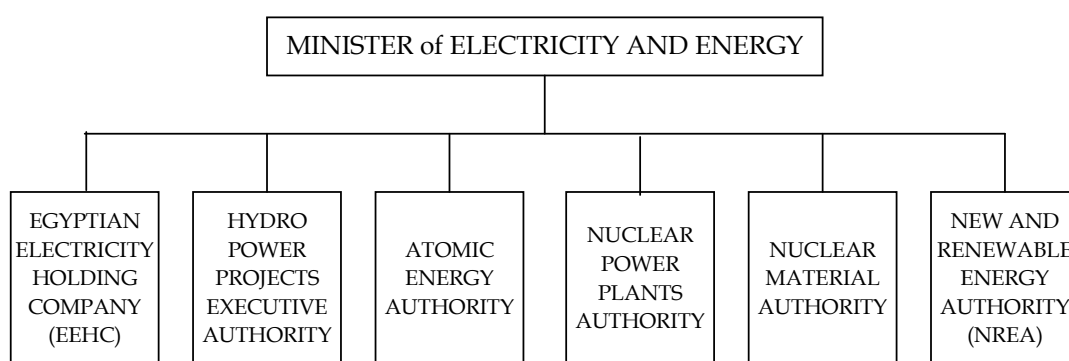 MINISTER of ELECTRICITY AND ENERGY
EGYPTIAN
ELECTRICITY
HOLDING
COMPANY
(EEHC)
HYDRO
POWER
PROJECTS
EXECUTIVE
AUTHORITY
ATOMIC
ENERGY
AUTHORITY
NUCLEAR
POWER
PLANTS
AUTHORITY
NUCLEAR
MATERIAL
AUTHORITY
NEW AND
RENEWABLE
ENERGY
AUTHORITY
(NREA)